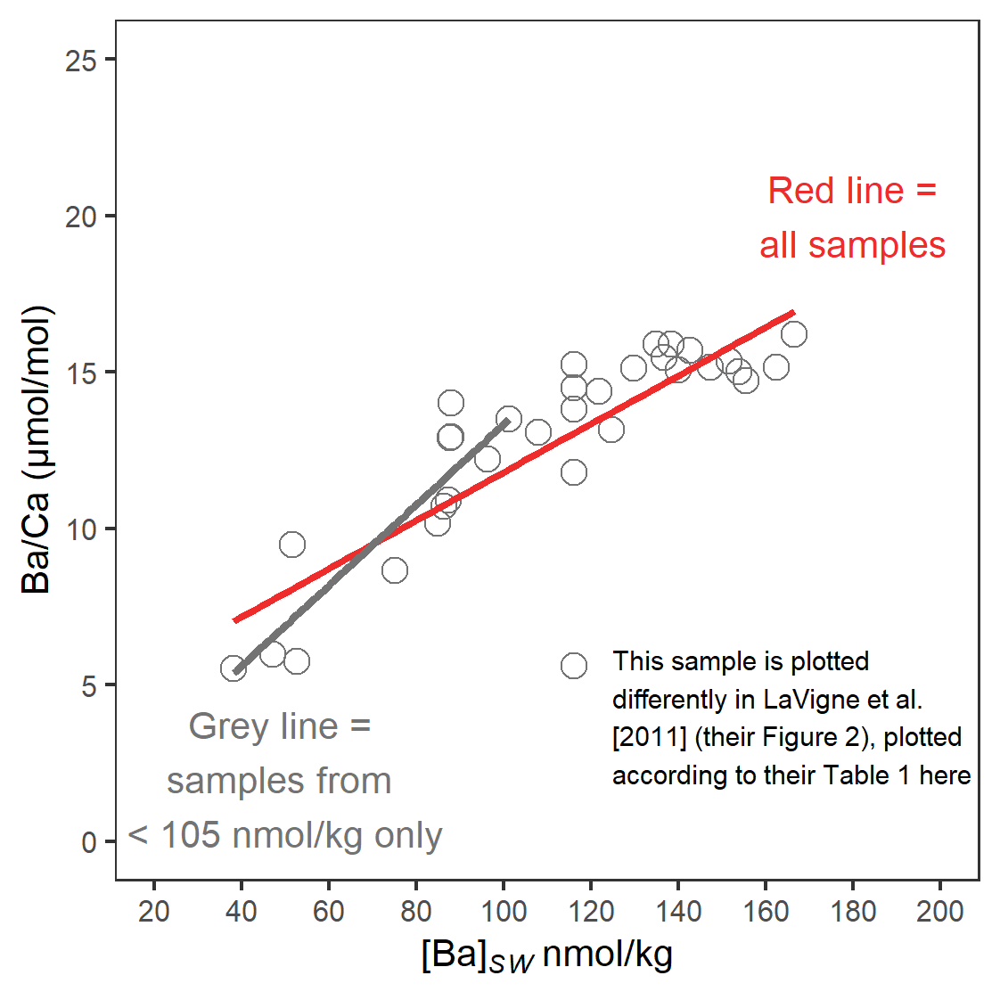 25
20
15
10
5
0
Ba/Ca (μmol/mol)
Red line =
all samples
This sample is plotted
differently in LaVigne et al.
[2011] (their Figure 2), plotted
according to their Table 1 here
Grey line =
samples from
< 105 nmol/kg only
20 40 60 80 100 120 140 160 180 200
[Ba]SW nmol/kg